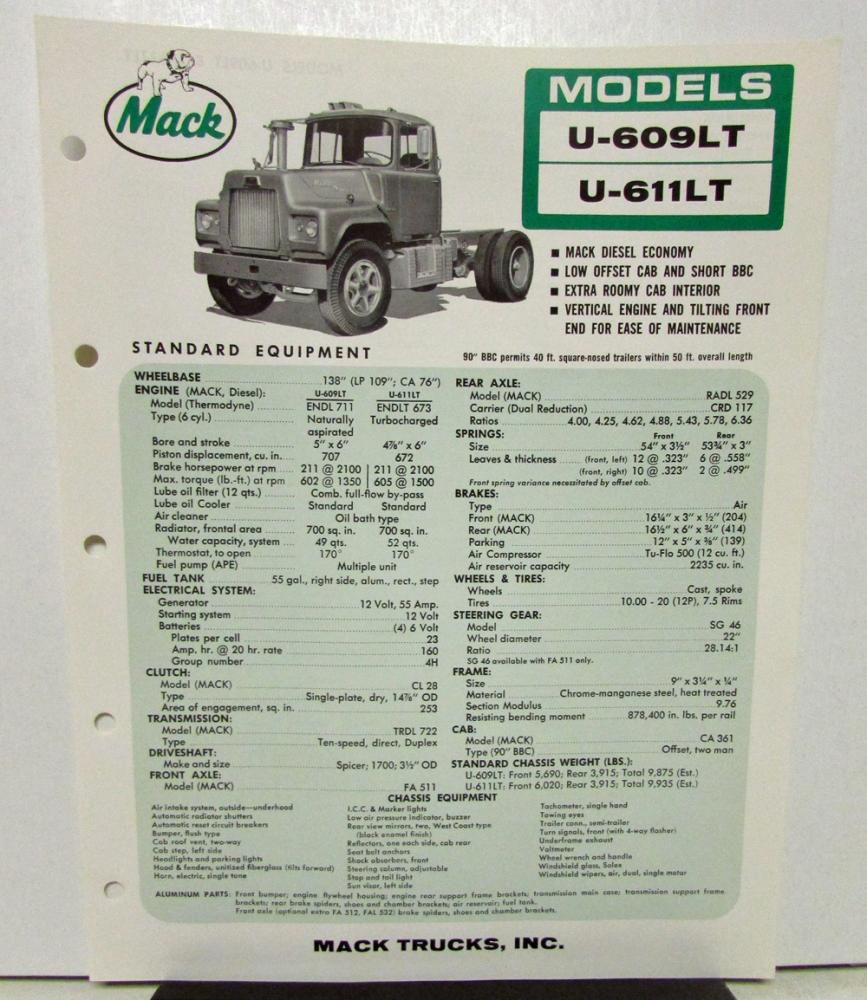 Mack
MODELS
U-609LT
U-611LT
■ MACK DIESEL ECONOMY
■ LOW OFFSET CAB AND SHORT BBC
■ EXTRA ROOMY CAB INTERIOR
■ VERTICAL ENGINE AND TILTING FRONT
END FOR EASE OF MAINTENANCE
STANDARD EQUIPMENT
90" BBC permits 40 ft. square-nosed trailers within 50 ft. overall length
WHEELBASE 138" (LP 109"; CA 76")
ENGINE (MACK, Diesel): U-609LT U-611LT
Model (Thermodyne) ENDL 711 ENDLT 673
Type (6 cyl.) Naturally Turbocharged
aspirated
Bore and stroke 5" x 6" 4⅞" x 6"
Piston displacement, cu. in. 707 672
Brake horsepower at rpm 211 @ 2100 211 @ 2100
Max. torque (lb.-ft.) at rpm 602 @ 1350 605 @ 1500
Lube oil filter (12 qts.) Comb. full-flow by-pass
Lube oil Cooler Standard Standard
Air cleaner Oil bath type
Radiator, frontal area 700 sq. in. 700 sq. in.
Water capacity, system 49 qts. 52 qts.
Thermostat, to open 170° 170°
Fuel pump (APE) Multiple unit
FUEL TANK 55 gal., right side, alum., rect., step
ELECTRICAL SYSTEM:
Generator 12 Volt, 55 Amp.
Starting system 12 Volt
Batteries (4) 6 Volt
Plates per cell 23
Amp. hr. @ 20 hr. rate 160
Group number 4H
CLUTCH:
Model (MACK) CL 28
Type Single-plate, dry, 14⅞" OD
Area of engagement, sq. in. 253
TRANSMISSION:
Model (MACK) TRDL 722
Type Ten-speed, direct, Duplex
DRIVESHAFT:
Make and size Spicer; 1700; 3½" OD
FRONT AXLE:
Model (MACK) FA 511
REAR AXLE:
Model (MACK) RADL 529
Carrier (Dual Reduction) CRD 117
Ratios 4.00, 4.25, 4.62, 4.88, 5.43, 5.78, 6.36
SPRINGS: Front Rear
Size 54" x 3½" 53¾" x 3"
Leaves & thickness (front, left) 12 @ .323" 6 @ .558"
(front, right) 10 @ .323" 2 @ .499"
Front spring variance necessitated by offset cab.
BRAKES:
Type Air
Front (MACK) 16¼" x 3" x ½" (204)
Rear (MACK) 16½" x 6" x ¾" (414)
Parking 12" x 5" x ⅜" (139)
Air Compressor Tu-Flo 500 (12 cu. ft.)
Air reservoir capacity 2235 cu. in.
WHEELS & TIRES:
Wheels Cast, spoke
Tires 10.00 - 20 (12P), 7.5 Rims
STEERING GEAR:
Model SG 46
Wheel diameter 22"
Ratio 28.14:1
SG 46 available with FA 511 only.
FRAME:
Size 9" x 3¼" x ¼"
Material Chrome-manganese steel, heat treated
Section Modulus 9.76
Resisting bending moment 878,400 in. lbs. per rail
CAB:
Model (MACK) CA 361
Type (90" BBC) Offset, two man
STANDARD CHASSIS WEIGHT (LBS.):
U-609LT: Front 5,690; Rear 3,915; Total 9,875 (Est.)
U-611LT: Front 6,020; Rear 3,915; Total 9,935 (Est.)
CHASSIS EQUIPMENT
Air intake system, outside—underhood
Automatic radiator shutters
Automatic reset circuit breakers
Bumper, flush type
Cab roof vent, two-way
Cab step, left side
Headlights and parking lights
Hood & fenders, unitized fiberglass (tilts forward)
Horn, electric, single tone
I.C.C. & Marker lights
Low air pressure indicator, buzzer
Rear view mirrors, two, West Coast type
(black enamel finish)
Reflectors, one each side, cab rear
Seat belt anchors
Shock absorbers, front
Steering column, adjustable
Stop and tail light
Sun visor, left side
Tachometer, single hand
Towing eyes
Trailer conn., semi-trailer
Turn signals, front (with 4-way flasher)
Underframe exhaust
Voltmeter
Wheel wrench and handle
Windshield glass, Solex
Windshield wipers, air, dual, single motor
ALUMINUM PARTS: Front bumper; engine flywheel housing; engine rear support frame brackets; transmission main case; transmission support frame
brackets; rear brake spiders, shoes and chamber brackets; air reservoir; fuel tank.
Front axle (optional extra FA 512, FAL 532) brake spiders, shoes and chamber brackets.
MACK TRUCKS, INC.